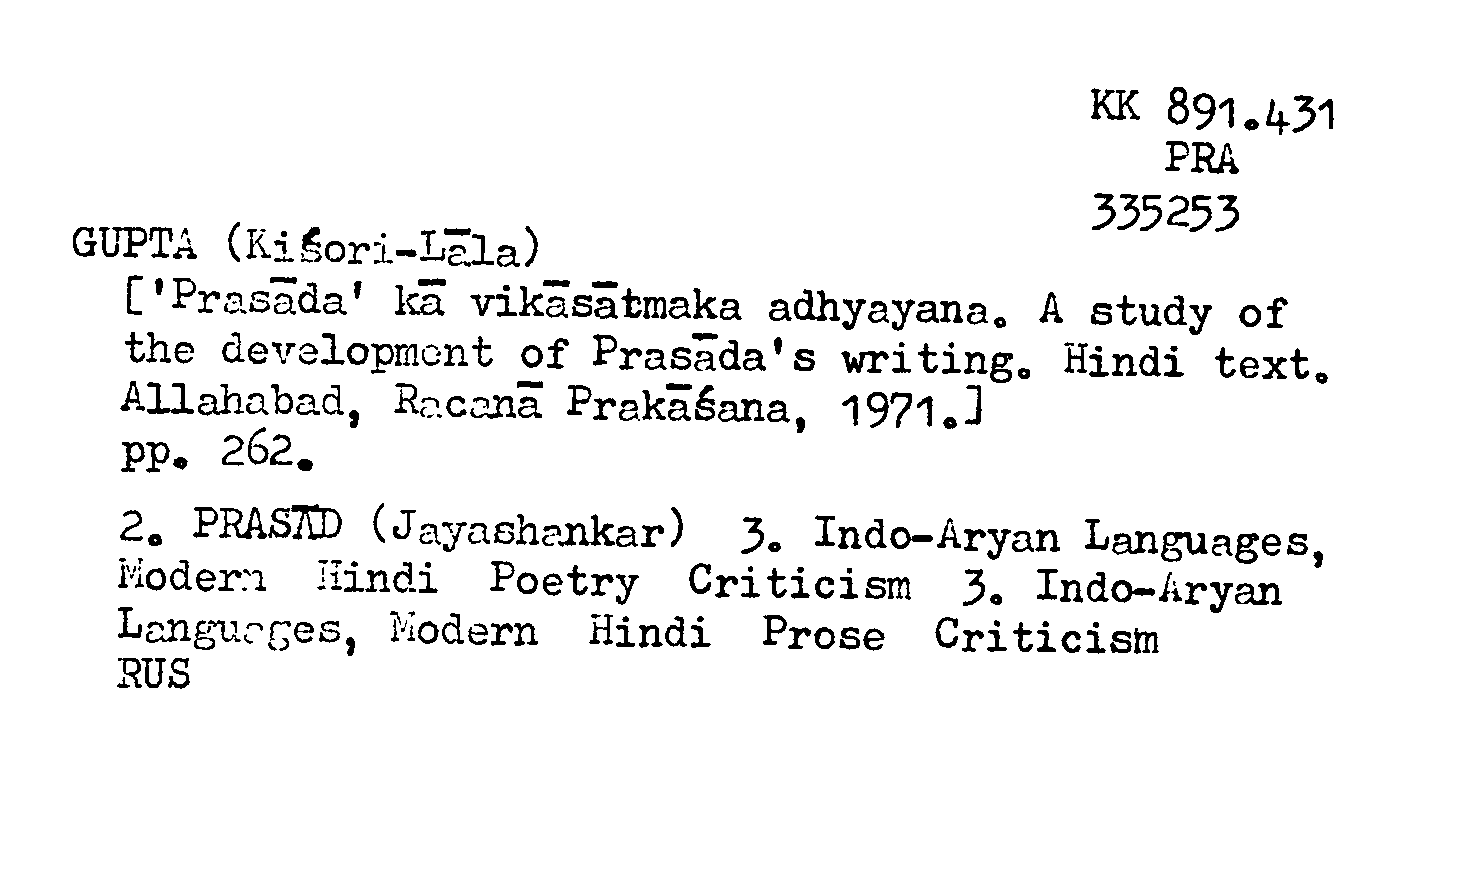 KK 891.431
PRA
335253
GUPTA (Kiśori-Lāla)
['Prasāda' kā vikāsātmaka adhyayana. A study of
the development of Prasāda's writing. Hindi text.
Allahabad, Racanā Prakāśana, 1971.]
pp. 262.
2. PRASĀD (Jayashankar) 3. Indo-Aryan Languages,
Modern Hindi Poetry Criticism 3. Indo-Aryan
Languages, Modern Hindi Prose Criticism
RUS